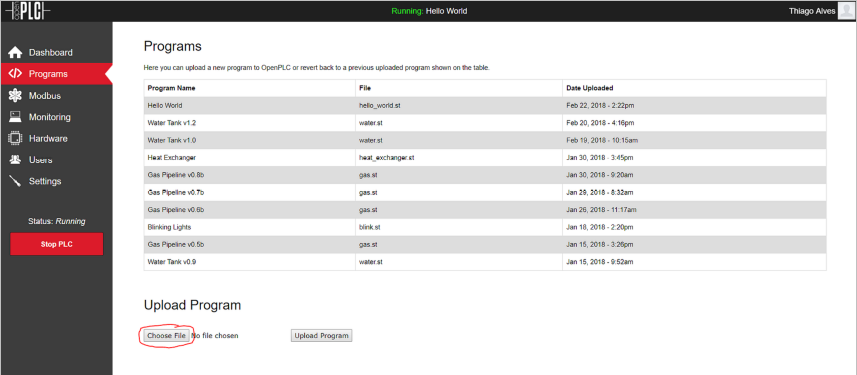 OPEN PLC
Running: Hello World
Thiago Alves
Dashboard
Programs
Modbus
Monitoring
Hardware
Users
Settings
Status: Running
Stop PLC
Programs
Here you can upload a new program to OpenPLC or revert back to a previous uploaded program shown on the table.
Program Name File Date Uploaded
Hello World hello_world.st Feb 22, 2018 - 2:22pm
Water Tank v1.2 water.st Feb 20, 2018 - 4:16pm
Water Tank v1.0 water.st Feb 19, 2018 - 10:15am
Heat Exchanger heat_exchanger.st Jan 30, 2018 - 3:45pm
Gas Pipeline v0.8b gas.st Jan 30, 2018 - 9:20am
Gas Pipeline v0.7b gas.st Jan 29, 2018 - 8:32am
Gas Pipeline v0.6b gas.st Jan 26, 2018 - 11:17am
Blinking Lights blink.st Jan 18, 2018 - 2:20pm
Gas Pipeline v0.5b gas.st Jan 15, 2018 - 3:26pm
Water Tank v0.9 water.st Jan 15, 2018 - 9:52am
Upload Program
Choose File No file chosen Upload Program